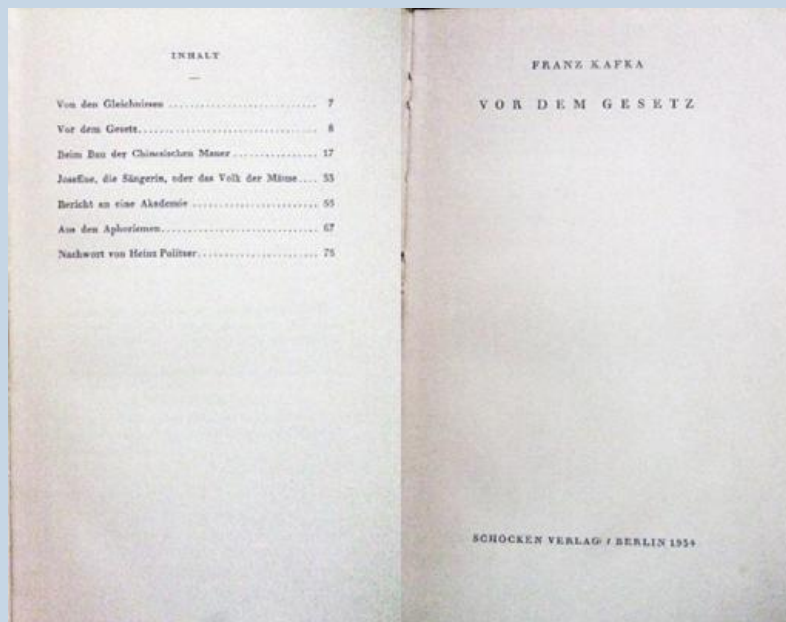 INHALT
Von den Gleichnissen 7
Vor dem Gesetz 8
Beim Bau der Chinesischen Mauer 17
Josefine, die Sängerin, oder das Volk der Mäuse
Bericht an eine Akademie
Aus den Aphorismen 67
Nachwort von Heinz Politzer 75
FRANZ KAFKA
VOR DEM GESETZ
SCHOCKEN VERLAG / BERLIN